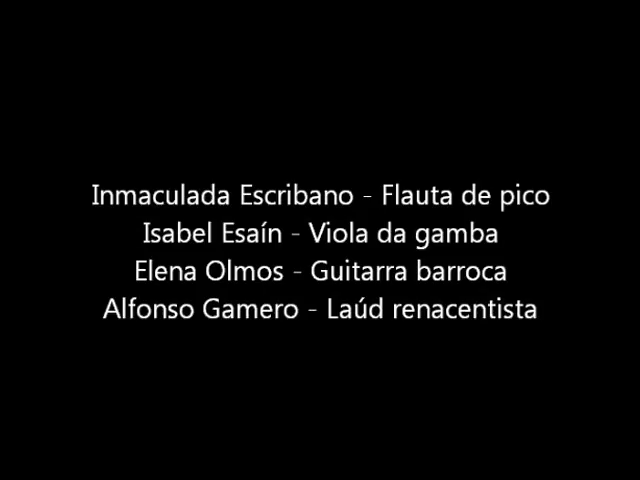 Inmaculada Escribano - Flauta de pico
Isabel Esaín - Viola da gamba
Elena Olmos - Guitarra barroca
Alfonso Gamero - Laúd renacentista